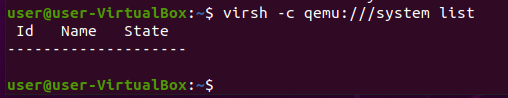 user@user-VirtualBox:~$ virsh -c qemu:///system list
 Id   Name   State
--------------------
user@user-VirtualBox:~$